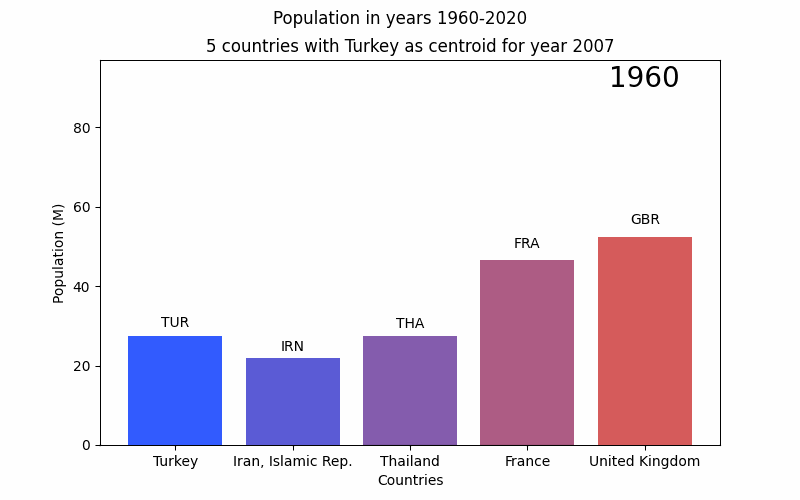 Population in years 1960-2020
5 countries with Turkey as centroid for year 2007
1960
80
60
40
20
0
Population (M)
TUR
IRN
THA
FRA
GBR
Turkey
Iran, Islamic Rep.
Thailand
France
United Kingdom
Countries